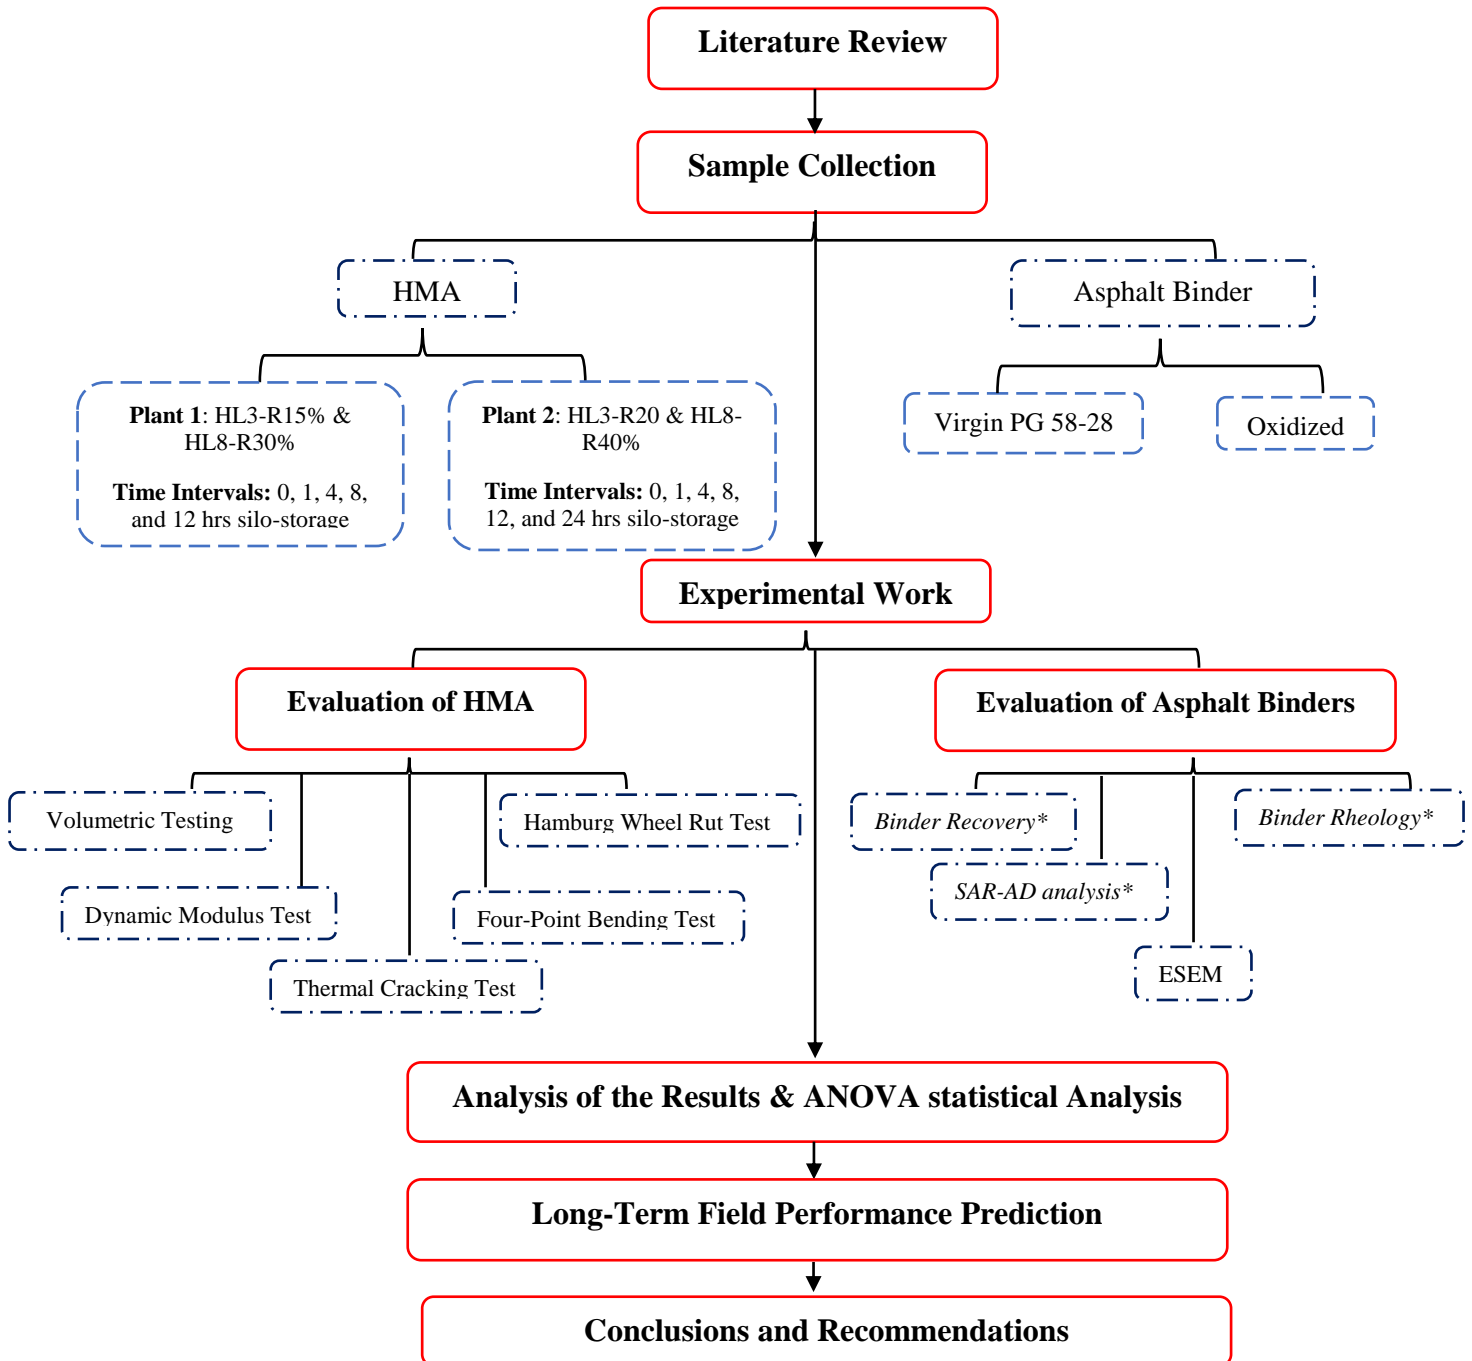 Literature Review
Sample Collection
HMA
Asphalt Binder
Plant 1: HL3-R15% &
HL8-R30%
Time Intervals: 0, 1, 4, 8,
and 12 hrs silo-storage
Plant 2: HL3-R20 & HL8-
R40%
Time Intervals: 0, 1, 4, 8,
12, and 24 hrs silo-storage
Virgin PG 58-28
Oxidized
Experimental Work
Evaluation of HMA
Evaluation of Asphalt Binders
Volumetric Testing
Hamburg Wheel Rut Test
Dynamic Modulus Test
Four-Point Bending Test
Thermal Cracking Test
Binder Recovery*
Binder Rheology*
SAR-AD analysis*
ESEM
Analysis of the Results & ANOVA statistical Analysis
Long-Term Field Performance Prediction
Conclusions and Recommendations